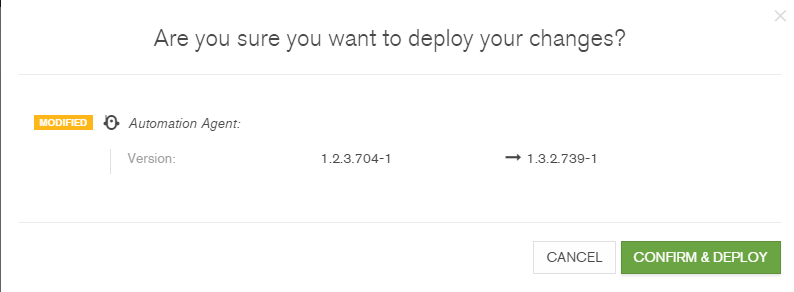 Are you sure you want to deploy your changes?
MODIFIED Automation Agent:
Version: 1.2.3.704-1 → 1.3.2.739-1
CANCEL CONFIRM & DEPLOY